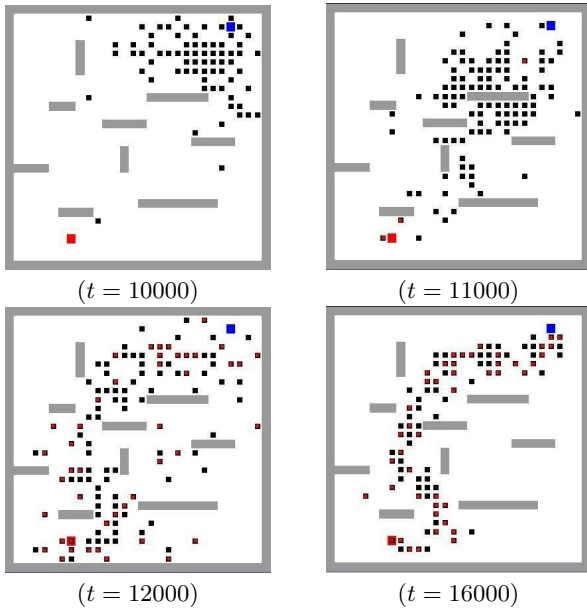 (t = 10000)
(t = 11000)
(t = 12000)
(t = 16000)